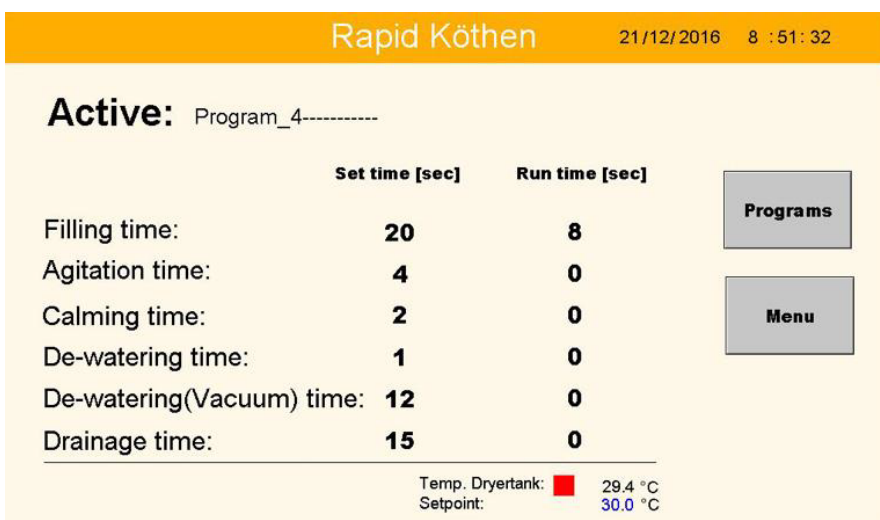 Rapid Köthen 21/12/2016 8 :51:32
Active: Program_4-----------
Set time [sec] Run time [sec]
Programs
Filling time: 20 8
Agitation time: 4 0
Menu
Calming time: 2 0
De-watering time: 1 0
De-watering(Vacuum) time: 12 0
Drainage time: 15 0
Temp. Dryertank: 29.4 °C
Setpoint: 30.0 °C